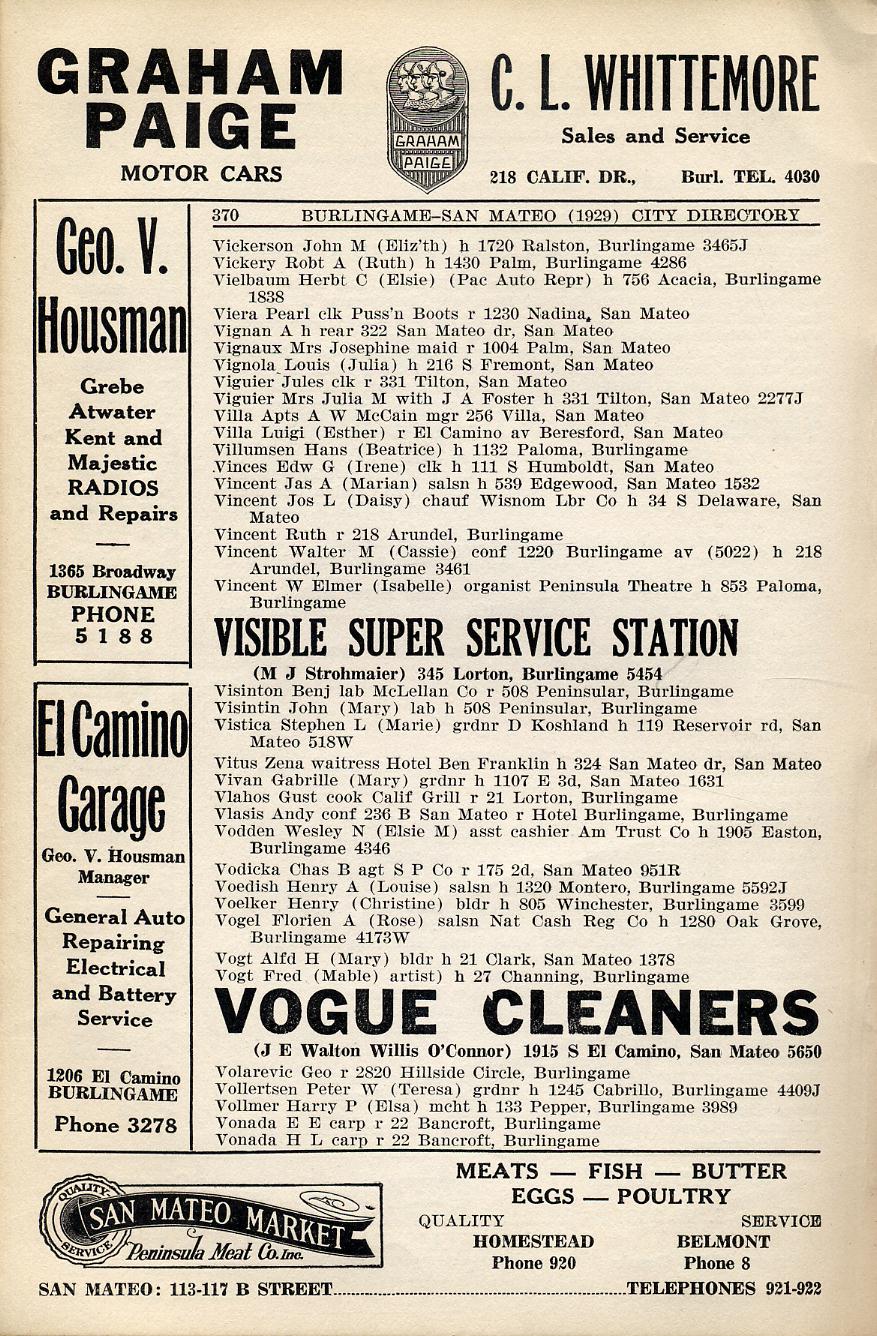 GRAHAM
PAIGE
MOTOR CARS
GRAHAM
PAIGE
C. L. WHITTEMORE
Sales and Service
218 CALIF. DR., Burl. TEL. 4030
Geo. V.
Housman
Grebe
Atwater
Kent and
Majestic
RADIOS
and Repairs
1365 Broadway
BURLINGAME
PHONE
5188
El Camino
Garage
Geo. V. Housman
Manager
General Auto
Repairing
Electrical
and Battery
Service
1206 El Camino
BURLINGAME
Phone 3278
370 BURLINGAME–SAN MATEO (1929) CITY DIRECTORY
Vickerson John M (Eliz'th) h 1720 Ralston, Burlingame 3465J
Vickery Robt A (Ruth) h 1430 Palm, Burlingame 4286
Vielbaum Herbt C (Elsie) (Pac Auto Repr) h 756 Acacia, Burlingame
1838
Viera Pearl clk Puss'n Boots r 1230 Nadina, San Mateo
Vignan A h rear 322 San Mateo dr, San Mateo
Vignaux Mrs Josephine maid r 1004 Palm, San Mateo
Vignola Louis (Julia) h 216 S Fremont, San Mateo
Viguier Jules clk r 331 Tilton, San Mateo
Viguier Mrs Julia M with J A Foster h 331 Tilton, San Mateo 2277J
Villa Apts A W McCain mgr 256 Villa, San Mateo
Villa Luigi (Esther) r El Camino av Beresford, San Mateo
Villumsen Hans (Beatrice) h 1132 Paloma, Burlingame
Vinces Edw G (Irene) clk h 111 S Humboldt, San Mateo
Vincent Jas A (Marian) salsn h 539 Edgewood, San Mateo 1532
Vincent Jos L (Daisy) chauf Wisnom Lbr Co h 34 S Delaware, San
Mateo
Vincent Ruth r 218 Arundel, Burlingame
Vincent Walter M (Cassie) conf 1220 Burlingame av (5022) h 218
Arundel, Burlingame 3461
Vincent W Elmer (Isabelle) organist Peninsula Theatre h 853 Paloma,
Burlingame
VISIBLE SUPER SERVICE STATION
(M J Strohmaier) 345 Lorton, Burlingame 5454
Visinton Benj lab McLellan Co r 508 Peninsular, Burlingame
Visintin John (Mary) lab h 508 Peninsular, Burlingame
Vistica Stephen L (Marie) grdnr D Koshland h 119 Reservoir rd, San
Mateo 518W
Vitus Zena waitress Hotel Ben Franklin h 324 San Mateo dr, San Mateo
Vivan Gabrille (Mary) grdnr h 1107 E 3d, San Mateo 1631
Vlahos Gust cook Calif Grill r 21 Lorton, Burlingame
Vlasis Andy conf 236 B San Mateo r Hotel Burlingame, Burlingame
Vodden Wesley N (Elsie M) asst cashier Am Trust Co h 1905 Easton,
Burlingame 4346
Vodicka Chas B agt S P Co r 175 2d, San Mateo 951R
Voedish Henry A (Louise) salsn h 1320 Montero, Burlingame 5592J
Voelker Henry (Christine) bldr h 805 Winchester, Burlingame 3599
Vogel Florien A (Rose) salsn Nat Cash Reg Co h 1280 Oak Grove,
Burlingame 4173W
Vogt Alfd H (Mary) bldr h 21 Clark, San Mateo 1378
Vogt Fred (Mable) artist) h 27 Channing, Burlingame
VOGUE CLEANERS
(J E Walton Willis O'Connor) 1915 S El Camino, San Mateo 5650
Volarevic Geo r 2820 Hillside Circle, Burlingame
Vollertsen Peter W (Teresa) grdnr h 1245 Cabrillo, Burlingame 4409J
Vollmer Harry P (Elsa) mcht h 133 Pepper, Burlingame 3989
Vonada E E carp r 22 Bancroft, Burlingame
Vonada H L carp r 22 Bancroft, Burlingame
QUALITY
SERVICE
SAN MATEO MARKET
Peninsula Meat Co. Inc.
MEATS — FISH — BUTTER
EGGS — POULTRY
QUALITY SERVICE
HOMESTEAD BELMONT
Phone 920 Phone 8
SAN MATEO: 113-117 B STREET........TELEPHONES 921-922